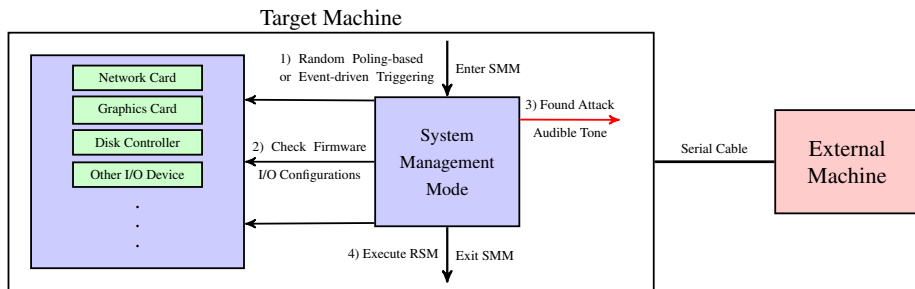 Target Machine
Network Card
Graphics Card
Disk Controller
Other I/O Device
.
.
.
1) Random Poling-based
or Event-driven Triggering
2) Check Firmware
I/O Configurations
Enter SMM
System
Management
Mode
3) Found Attack
Audible Tone
4) Execute RSM
Exit SMM
Serial Cable
External
Machine